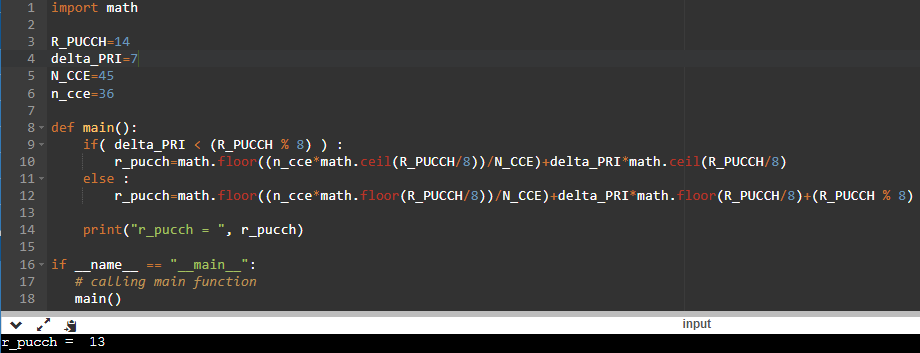 1 import math
2
3 R_PUCCH=14
4 delta_PRI=7
5 N_CCE=45
6 n_cce=36
7
8 def main():
9     if( delta_PRI < (R_PUCCH % 8) ) :
10         r_pucch=math.floor((n_cce*math.ceil(R_PUCCH/8))/N_CCE)+delta_PRI*math.ceil(R_PUCCH/8)
11     else :
12         r_pucch=math.floor((n_cce*math.floor(R_PUCCH/8))/N_CCE)+delta_PRI*math.floor(R_PUCCH/8)+(R_PUCCH % 8)
13
14     print("r_pucch = ", r_pucch)
15
16 if __name__ == "__main__":
17    # calling main function
18    main()
input
r_pucch =  13